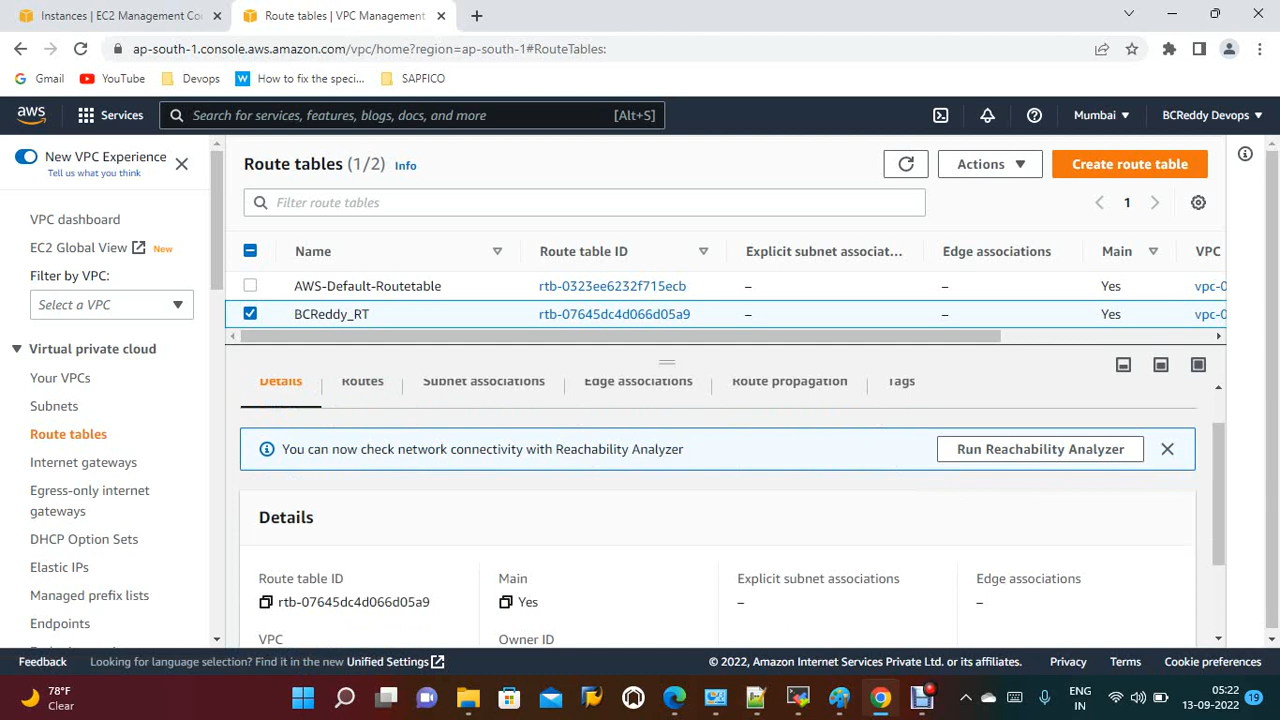 Instances | EC2 Management Co
Route tables | VPC Management
ap-south-1.console.aws.amazon.com/vpc/home?region=ap-south-1#RouteTables:
Gmail
YouTube
Devops
How to fix the speci...
SAPFICO
aws
Services
Search for services, features, blogs, docs, and more
[Alt+S]
Mumbai
BCReddy Devops
New VPC Experience
Tell us what you think
VPC dashboard
EC2 Global View
New
Filter by VPC:
Select a VPC
Virtual private cloud
Your VPCs
Subnets
Route tables
Internet gateways
Egress-only internet
gateways
DHCP Option Sets
Elastic IPs
Managed prefix lists
Endpoints
Route tables (1/2)
Info
Actions
Create route table
Filter route tables
1
Name
Route table ID
Explicit subnet associat...
Edge associations
Main
VPC
AWS-Default-Routetable
rtb-0323ee6232f715ecb
–
–
Yes
vpc-0
BCReddy_RT
rtb-07645dc4d066d05a9
–
–
Yes
vpc-0
Details
Routes
Subnet associations
Edge associations
Route propagation
Tags
You can now check network connectivity with Reachability Analyzer
Run Reachability Analyzer
Details
Route table ID
rtb-07645dc4d066d05a9
Main
Yes
Explicit subnet associations
–
Edge associations
–
VPC
Owner ID
Feedback
Looking for language selection? Find it in the new Unified Settings
© 2022, Amazon Internet Services Private Ltd. or its affiliates.
Privacy
Terms
Cookie preferences
78°F
Clear
ENG
IN
05:22
13-09-2022
19